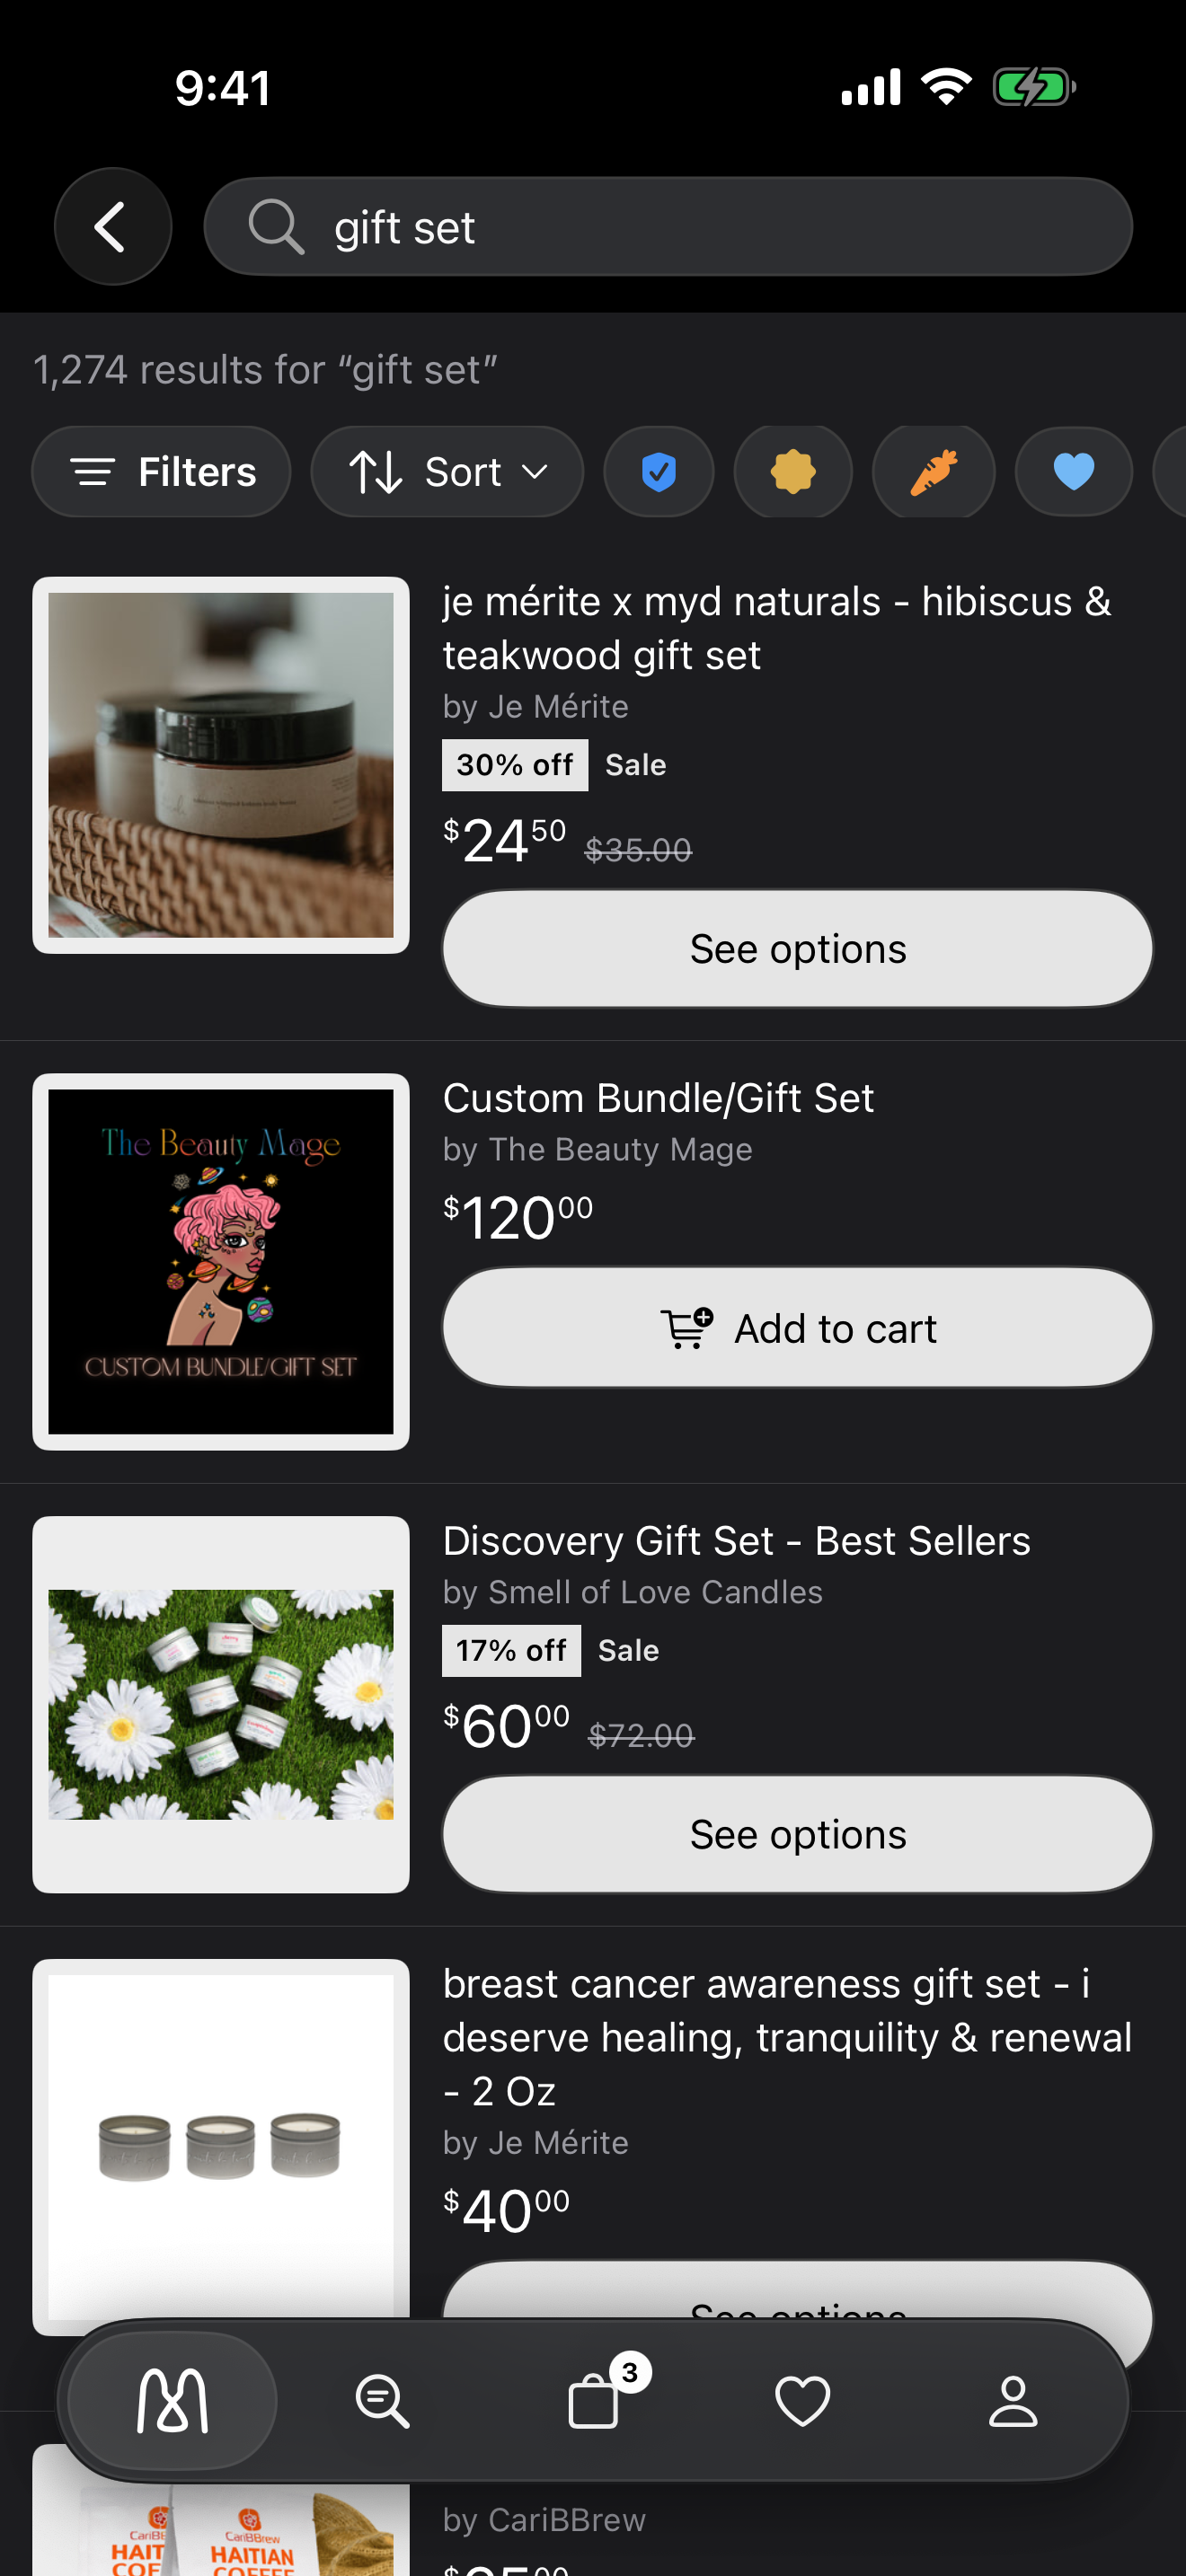 9:41
gift set
1,274 results for “gift set”
Filters
Sort
je mérite x myd naturals - hibiscus &
teakwood gift set
by Je Mérite
30% off Sale
$24.50 $35.00
See options
The Beauty Mage
CUSTOM BUNDLE/GIFT SET
Custom Bundle/Gift Set
by The Beauty Mage
$120.00
Add to cart
Discovery Gift Set - Best Sellers
by Smell of Love Candles
17% off Sale
$60.00 $72.00
See options
breast cancer awareness gift set - i
deserve healing, tranquility & renewal
- 2 Oz
by Je Mérite
$40.00
See options
3
CariBBrew
HAITIAN
COFFEE
by CariBBrew